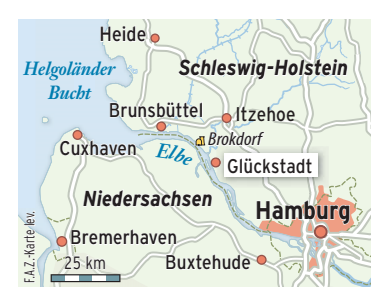 Heide
Helgoländer
Bucht
Schleswig-Holstein
Brunsbüttel
Itzehoe
Brokdorf
Cuxhaven
Elbe
Glückstadt
Niedersachsen
Hamburg
Bremerhaven
Buxtehude
25 km
F.A.Z.-Karte lev.